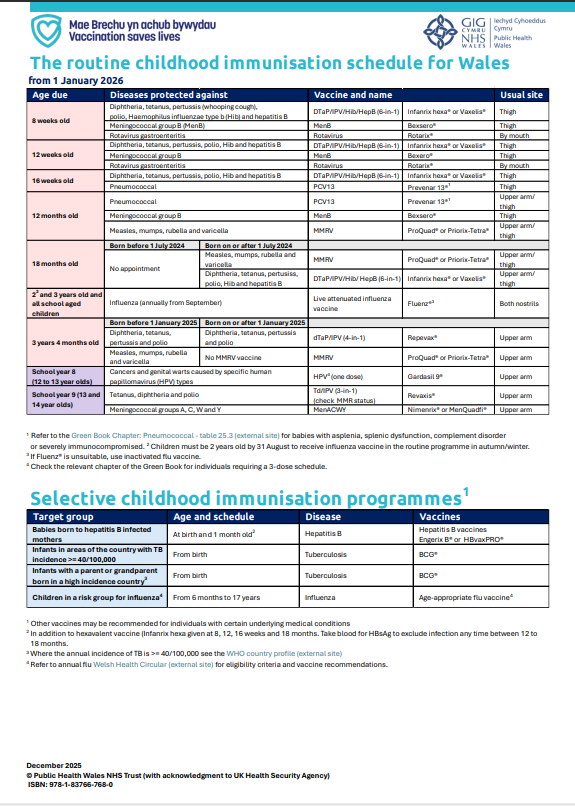 Mae Brechu yn achub bywydau
Vaccination saves lives
GIG
CYMRU
NHS
WALES
Iechyd Cyhoeddus
Cymru
Public Health
Wales
The routine childhood immunisation schedule for Wales
from 1 January 2026
Age due Diseases protected against Vaccine and name Usual site
8 weeks old
Diphtheria, tetanus, pertussis (whooping cough),
polio, Haemophilus influenzae type b (Hib) and hepatitis B DTaP/IPV/Hib/HepB (6-in-1) Infanrix hexa® or Vaxelis® Thigh
Meningococcal group B (MenB) MenB Bexsero® Thigh
Rotavirus gastroenteritis Rotavirus Rotarix® By mouth
12 weeks old
Diphtheria, tetanus, pertussis, polio, Hib and hepatitis B DTaP/IPV/Hib/HepB (6-in-1) Infanrix hexa® or Vaxelis® Thigh
Meningococcal group B MenB Bexero® Thigh
Rotavirus gastroenteritis Rotavirus Rotarix® By mouth
16 weeks old
Diphtheria, tetanus, pertussis, polio, Hib and hepatitis B DTaP/IPV/Hib/HepB (6-in-1) Infanrix hexa® or Vaxelis® Thigh
Pneumococcal PCV13 Prevenar 13®¹ Thigh
12 months old
Pneumococcal PCV13 Prevenar 13®¹ Upper arm/
thigh
Meningococcal group B MenB Bexsero® Thigh
Measles, mumps, rubella and varicella MMRV ProQuad® or Priorix-Tetra® Upper arm/
thigh
18 months old
Born before 1 July 2024 Born on or after 1 July 2024
No appointment
Measles, mumps, rubella and
varicella MMRV ProQuad® or Priorix-Tetra® Upper arm/
thigh
Diphtheria, tetanus, pertusiss,
polio, Hib and hepatitis B DTaP/IPV/Hib/ HepB (6-in-1) Infanrix hexa® or Vaxelis® Upper arm/
thigh
2² and 3 years old and
all school aged
children
Influenza (annually from September) Live attenuated influenza
vaccine Fluenz®³ Both nostrils
3 years 4 months old
Born before 1 January 2025 Born on or after 1 January 2025
Diphtheria, tetanus,
pertussis and polio
Diphtheria, tetanus, pertussis
and polio dTaP/IPV (4-in-1) Repevax® Upper arm
Measles, mumps, rubella
and varicella No MMRV vaccine MMRV ProQuad® or Priorix-Tetra® Upper arm
School year 8
(12 to 13 year olds)
Cancers and genital warts caused by specific human
papillomavirus (HPV) types HPV⁴ (one dose) Gardasil 9® Upper arm
School year 9 (13 and
14 year olds)
Tetanus, diphtheria and polio Td/IPV (3-in-1)
(check MMR status) Revaxis® Upper arm
Meningococcal groups A, C, W and Y MenACWY Nimenrix® or MenQuadfi® Upper arm
¹ Refer to the Green Book Chapter: Pneumococcal - table 25.3 (external site) for babies with asplenia, splenic dysfunction, complement disorder
or severely immunocompromised. ² Children must be 2 years old by 31 August to receive influenza vaccine in the routine programme in autumn/winter.
³ If Fluenz® is unsuitable, use inactivated flu vaccine.
⁴ Check the relevant chapter of the Green Book for individuals requiring a 3-dose schedule.
Selective childhood immunisation programmes¹
Target group Age and schedule Disease Vaccines
Babies born to hepatitis B infected
mothers At birth and 1 month old² Hepatitis B Hepatitis B vaccines
Engerix B® or HBvaxPRO®
Infants in areas of the country with TB
incidence >= 40/100,000 From birth Tuberculosis BCG®
Infants with a parent or grandparent
born in a high incidence country³ From birth Tuberculosis BCG®
Children in a risk group for influenza⁴ From 6 months to 17 years Influenza Age-appropriate flu vaccine⁴
¹ Other vaccines may be recommended for individuals with certain underlying medical conditions
² In addition to hexavalent vaccine (Infanrix hexa given at 8, 12, 16 weeks and 18 months. Take blood for HBsAg to exclude infection any time between 12 to
18 months.
³ Where the annual incidence of TB is >= 40/100,000 see the WHO country profile (external site)
⁴ Refer to annual flu Welsh Health Circular (external site) for eligibility criteria and vaccine recommendations.
December 2025
© Public Health Wales NHS Trust (with acknowledgment to UK Health Security Agency)
ISBN: 978-1-83766-768-0